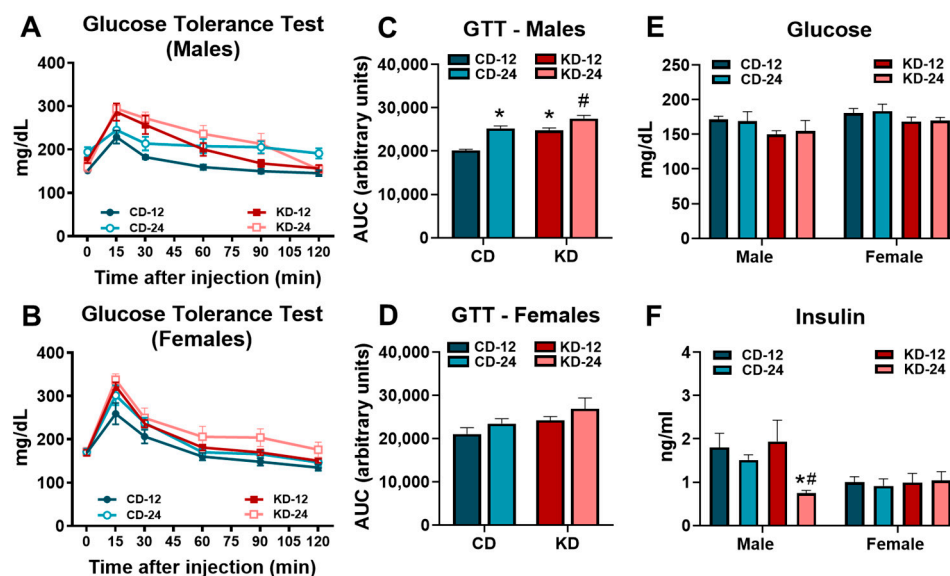 A
Glucose Tolerance Test
(Males)
mg/dL
400
300
200
100
0
CD-12
CD-24
KD-12
KD-24
0 15 30 45 60 75 90 105 120
Time after injection (min)
B
Glucose Tolerance Test
(Females)
mg/dL
400
300
200
100
0
CD-12
CD-24
KD-12
KD-24
0 15 30 45 60 75 90 105 120
Time after injection (min)
C
GTT - Males
CD-12
CD-24
KD-12
KD-24
AUC (arbitrary units)
40,000
30,000
20,000
10,000
0
* * #
CD KD
D
GTT - Females
CD-12
CD-24
KD-12
KD-24
AUC (arbitrary units)
40,000
30,000
20,000
10,000
0
CD KD
E
Glucose
CD-12
CD-24
KD-12
KD-24
mg/dL
250
200
150
100
50
0
Male Female
F
Insulin
CD-12
CD-24
KD-12
KD-24
ng/ml
4
3
2
1
0
*#
Male Female